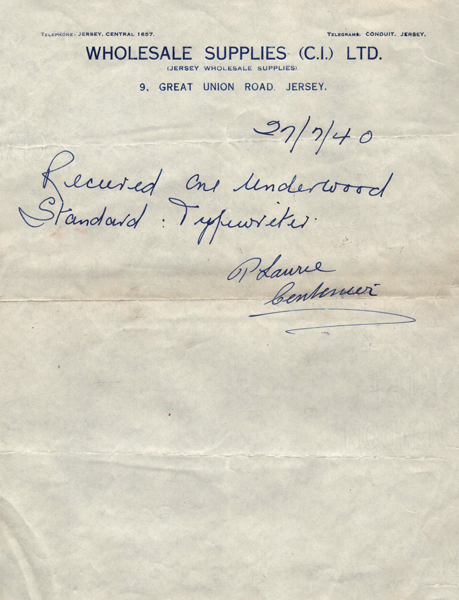 TELEPHONE: JERSEY, CENTRAL 1657.
TELEGRAMS: CONDUIT, JERSEY.
WHOLESALE SUPPLIES (C.I.) LTD.
(JERSEY WHOLESALE SUPPLIES)
9, GREAT UNION ROAD, JERSEY.
27/7/40
Received one Underwood
Standard : Typewriter.
P Laurie
Centenier